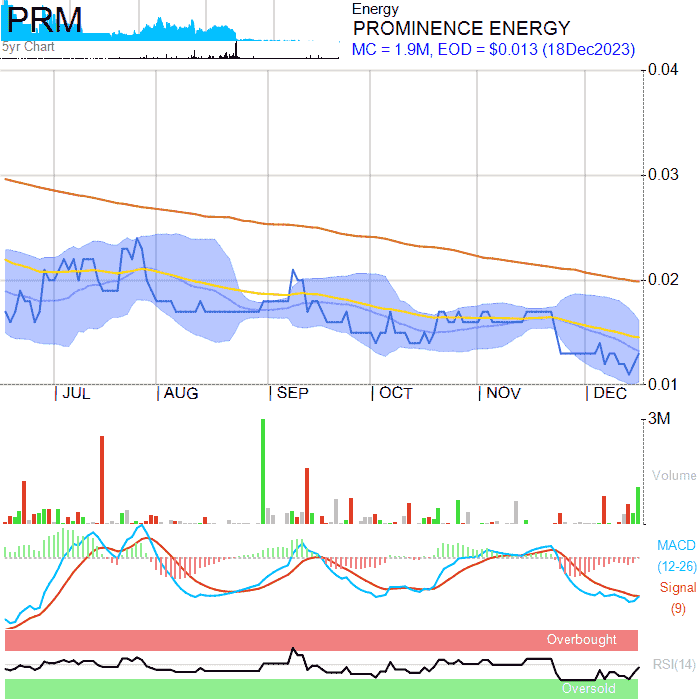 PRM
5yr Chart
Energy
PROMINENCE ENERGY
MC = 1.9M, EOD = $0.013 (18Dec2023)
0.04
0.03
0.02
0.01
JUL AUG SEP OCT NOV DEC
3M
Volume
MACD
(12-26)
Signal
(9)
Overbought
RSI(14)
Oversold